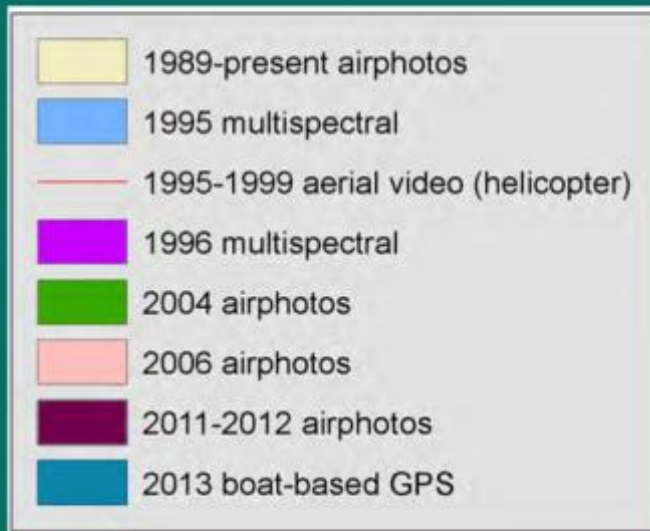 1989-present airphotos
1995 multispectral
1995-1999 aerial video (helicopter)
1996 multispectral
2004 airphotos
2006 airphotos
2011-2012 airphotos
2013 boat-based GPS